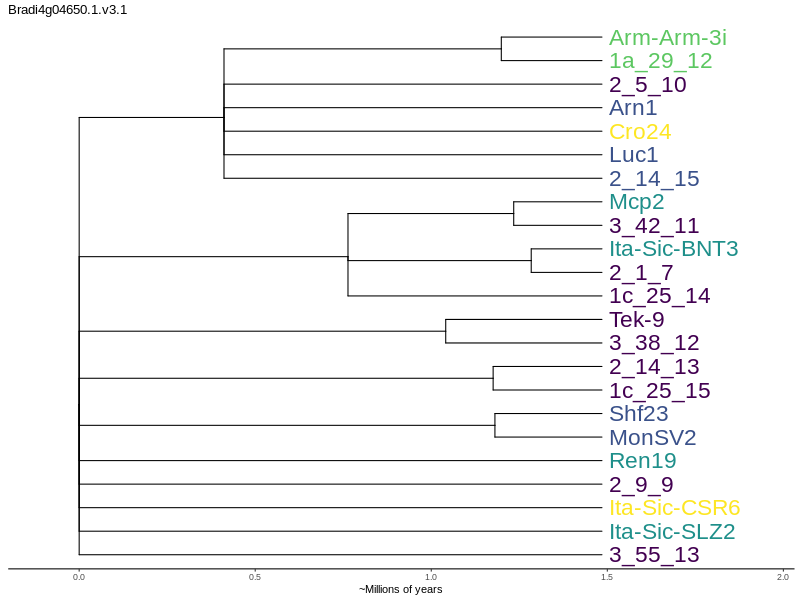 Bradi4g04650.1.v3.1
Arm-Arm-3i
1a_29_12
2_5_10
Arn1
Cro24
Luc1
2_14_15
Mcp2
3_42_11
Ita-Sic-BNT3
2_1_7
1c_25_14
Tek-9
3_38_12
2_14_13
1c_25_15
Shf23
MonSV2
Ren19
2_9_9
Ita-Sic-CSR6
Ita-Sic-SLZ2
3_55_13
0.0 0.5 1.0 1.5 2.0
~Millions of years